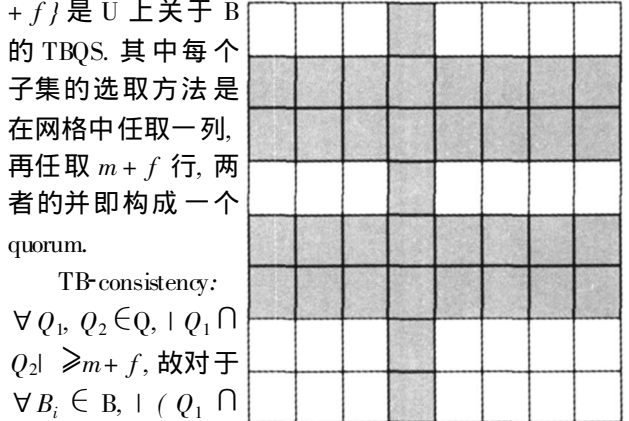 + f } 是 U 上关于 B
的 TBQS. 其中每个
子集的选取方法是
在网格中任取一列,
再任取 m + f 行, 两
者的并即构成一个
quorum.
TB-consistency:
∀ Q₁, Q₂ ∈Q, | Q₁ ∩
Q₂| ⩾m + f, 故对于
∀ Bᵢ ∈ B, | ( Q₁ ∩